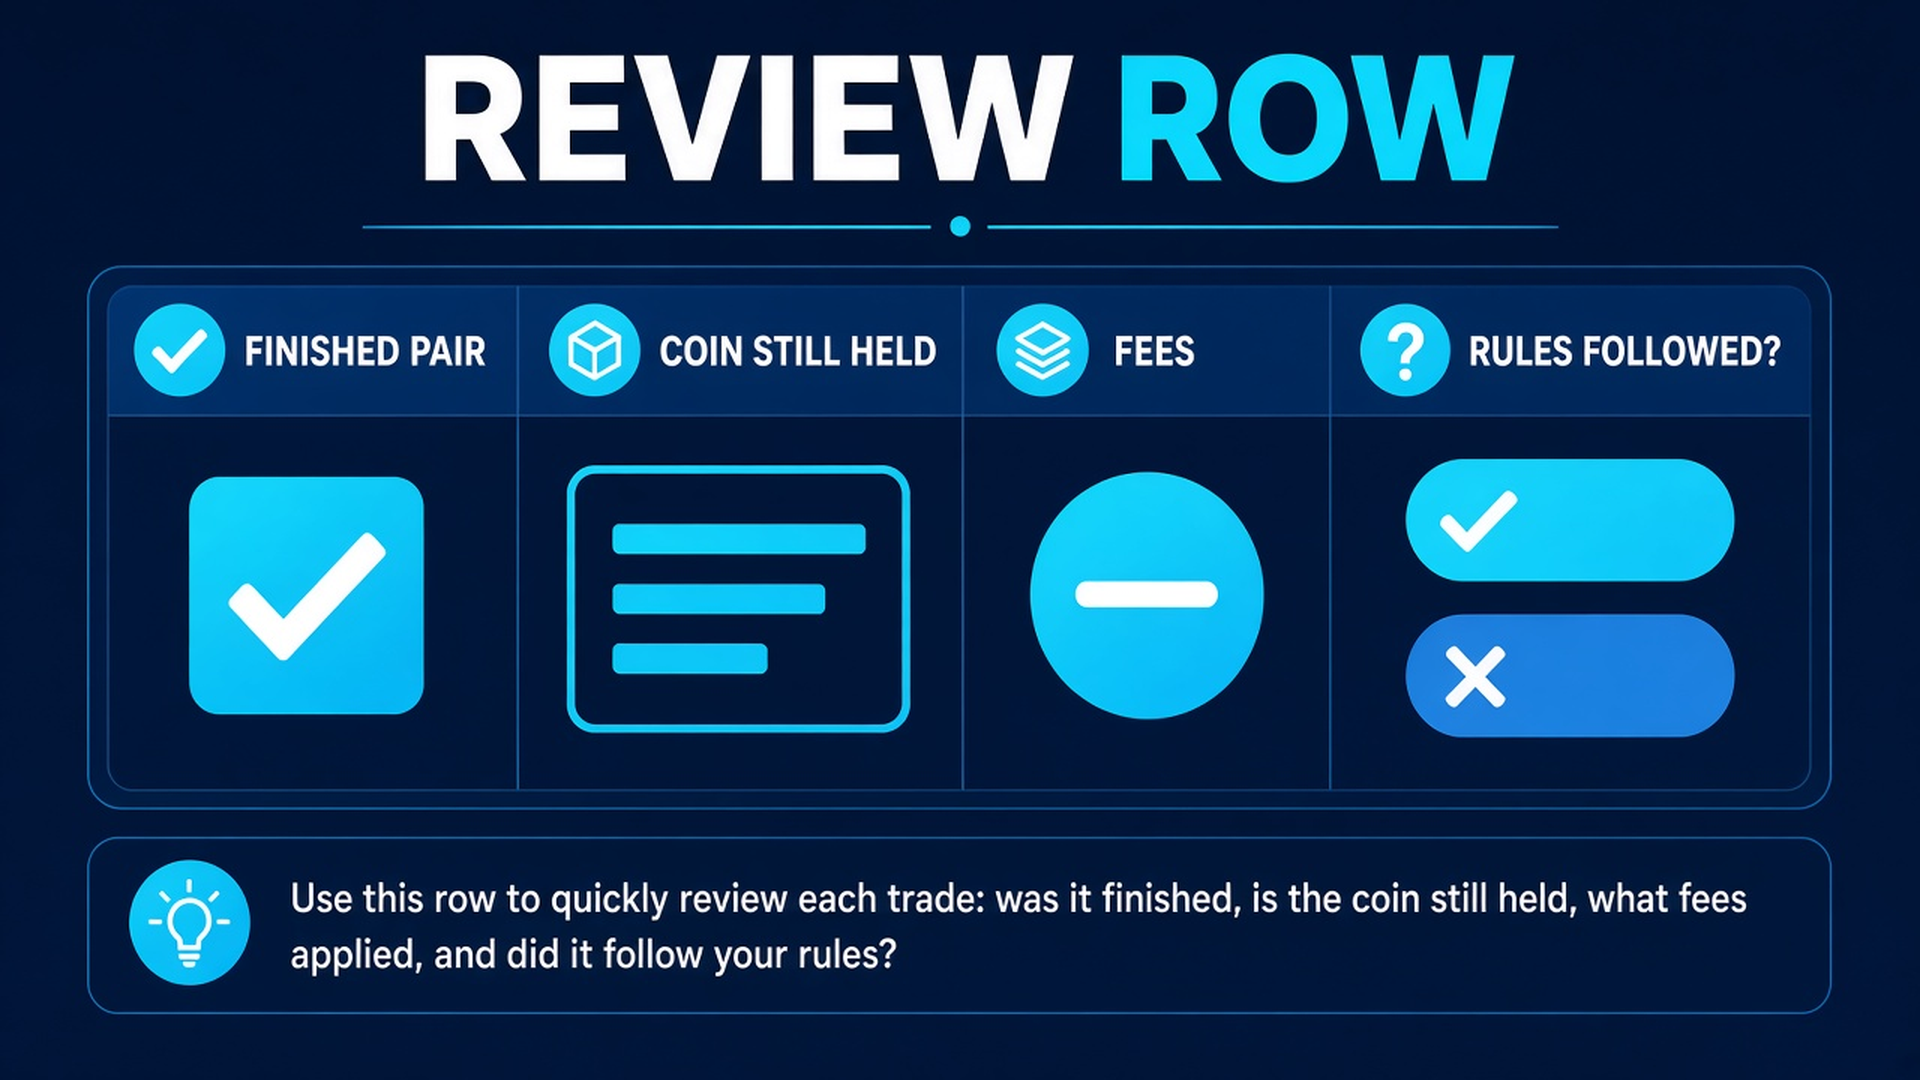 REVIEW ROW
FINISHED PAIR
COIN STILL HELD
FEES
RULES FOLLOWED?
Use this row to quickly review each trade: was it finished, is the coin still held, what fees
applied, and did it follow your rules?